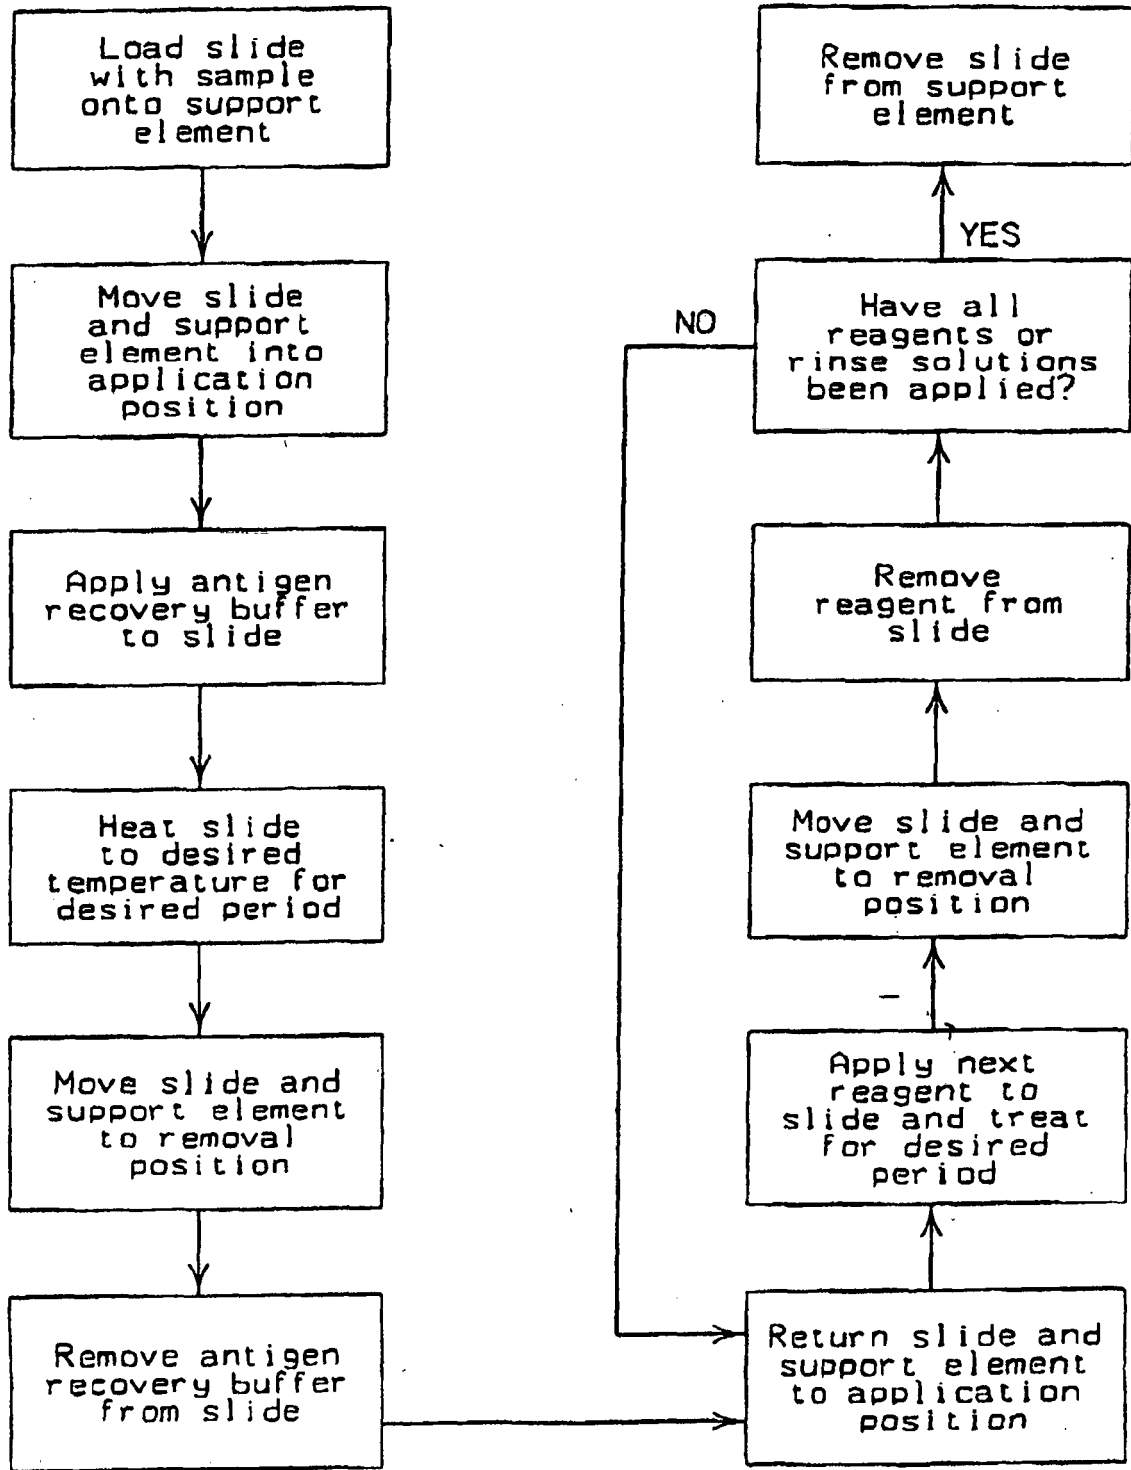 Load slide
with sample
onto support
element
Move slide
and support
element into
application
position
Apply antigen
recovery buffer
to slide
Heat slide
to desired
temperature for
desired period
Move slide and
support element
to removal
position
Remove antigen
recovery buffer
from slide
Return slide and
support element
to application
position
Apply next
reagent to
slide and treat
for desired
period
Move slide and
support element
to removal
position
Remove
reagent from
slide
Have all
reagents or
rinse solutions
been applied?
NO
YES
Remove slide
from support
element